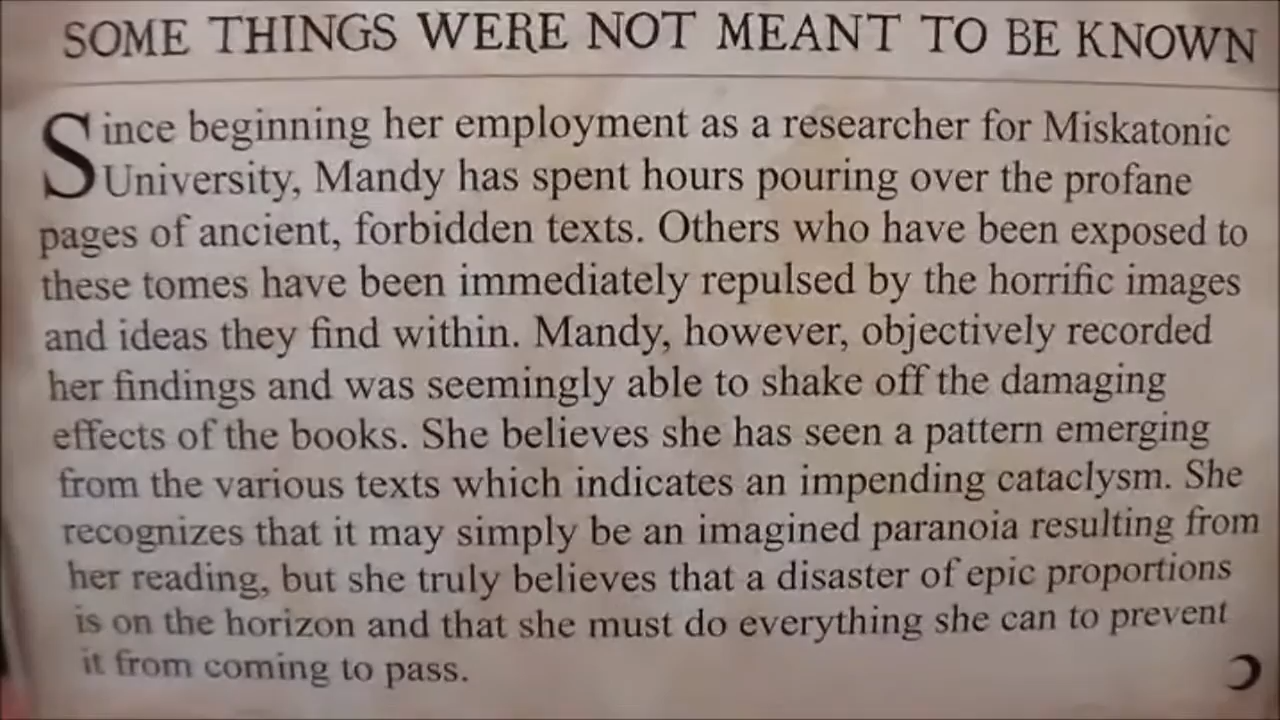 SOME THINGS WERE NOT MEANT TO BE KNOWN
Since beginning her employment as a researcher for Miskatonic
University, Mandy has spent hours pouring over the profane
pages of ancient, forbidden texts. Others who have been exposed to
these tomes have been immediately repulsed by the horrific images
and ideas they find within. Mandy, however, objectively recorded
her findings and was seemingly able to shake off the damaging
effects of the books. She believes she has seen a pattern emerging
from the various texts which indicates an impending cataclysm. She
recognizes that it may simply be an imagined paranoia resulting from
her reading, but she truly believes that a disaster of epic proportions
is on the horizon and that she must do everything she can to prevent
it from coming to pass.